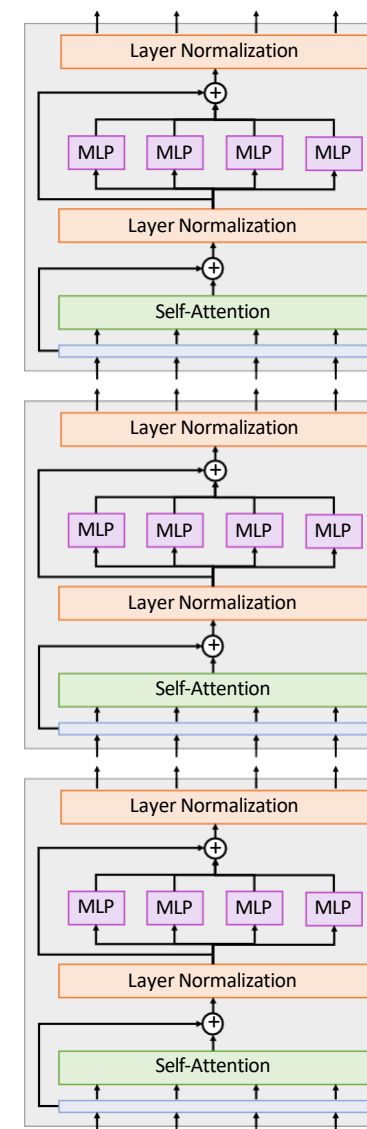 Layer Normalization
+
MLP MLP MLP MLP
Layer Normalization
+
Self-Attention
Layer Normalization
+
MLP MLP MLP MLP
Layer Normalization
+
Self-Attention
Layer Normalization
+
MLP MLP MLP MLP
Layer Normalization
+
Self-Attention